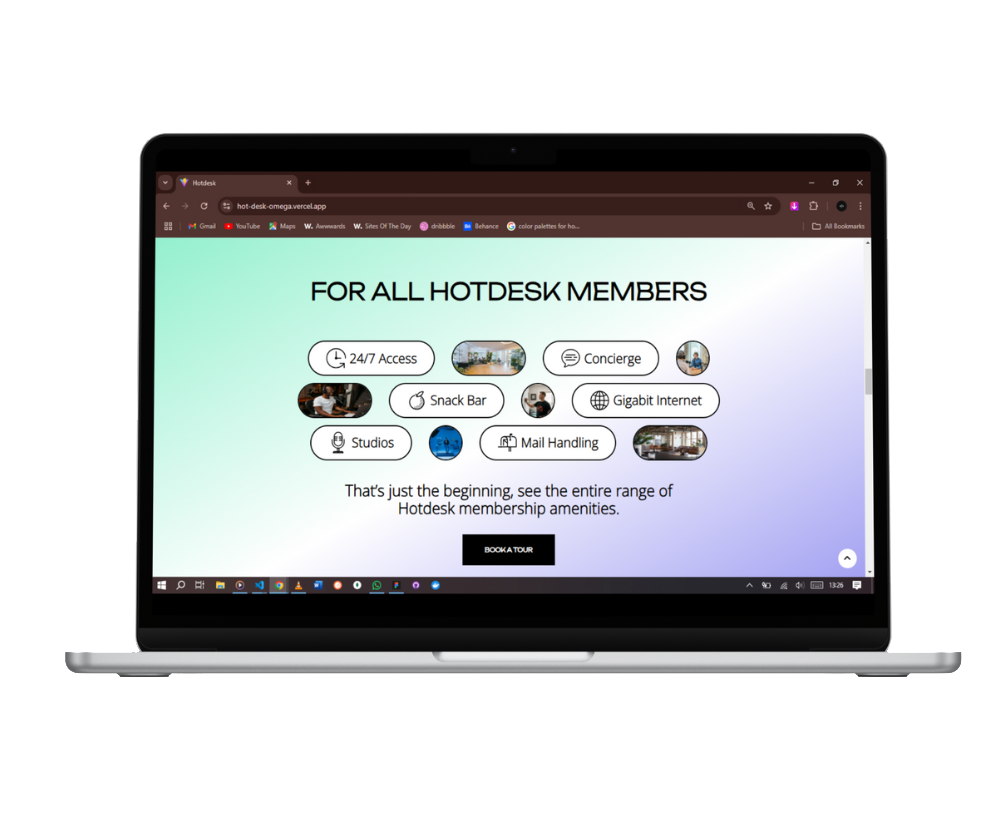 Hotdesk
hot-desk-omega.vercel.app
Gmail YouTube Maps W. Awwwards W. Sites Of The Day dribbble Bē Behance color palettes for ho... All Bookmarks
FOR ALL HOTDESK MEMBERS
24/7 Access Concierge
Snack Bar Gigabit Internet
Studios Mail Handling
That's just the beginning, see the entire range of
Hotdesk membership amenities.
BOOK A TOUR
13:26